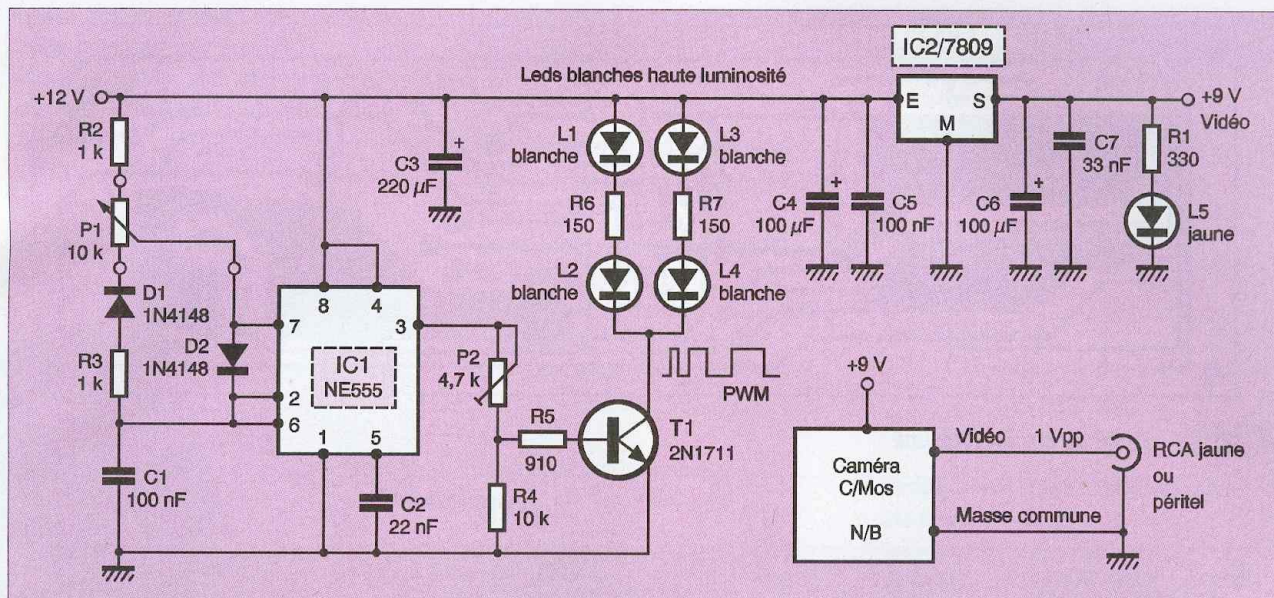 IC2/7809
Leds blanches haute luminosité
+12 V
E
S
M
+9 V
Vidéo
R2
1 k
P1
10 k
D1
1N4148
R3
1 k
D2
1N4148
C1
100 nF
C3
220 µF
+
8
4
7
3
2
6
1
5
IC1
NE555
C2
22 nF
P2
4,7 k
R5
910
R4
10 k
L1
blanche
L3
blanche
R6
150
R7
150
L2
blanche
L4
blanche
PWM
T1
2N1711
C4
100 µF
+
C5
100 nF
C6
100 µF
+
C7
33 nF
R1
330
L5
jaune
+9 V
Caméra
C/Mos
N/B
Vidéo
1 Vpp
Masse commune
RCA jaune
ou
péritel